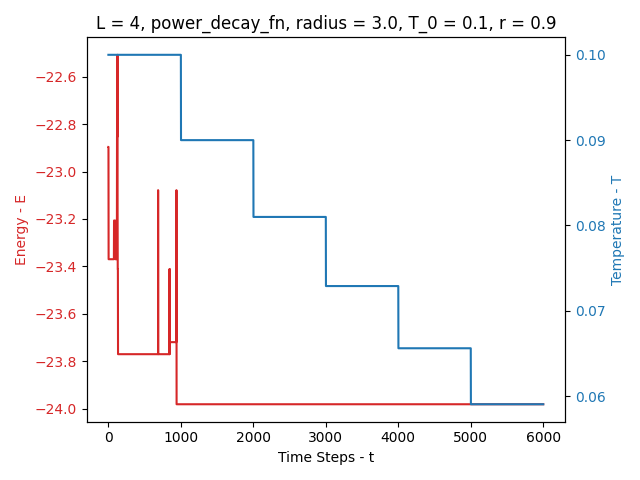 L = 4, power_decay_fn, radius = 3.0, T_0 = 0.1, r = 0.9
Energy - E
−22.6
−22.8
−23.0
−23.2
−23.4
−23.6
−23.8
−24.0
0.10
0.09
0.08
0.07
0.06
Temperature - T
0 1000 2000 3000 4000 5000 6000
Time Steps - t